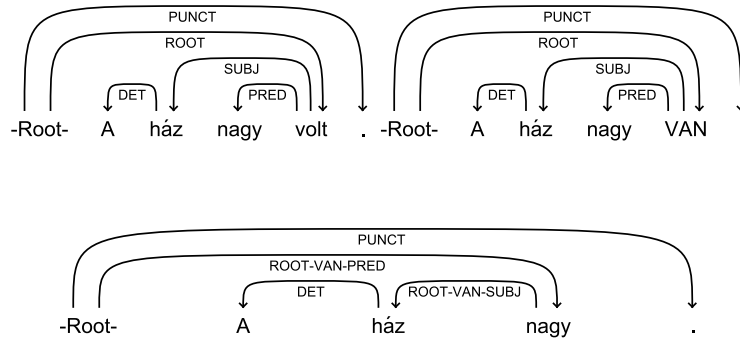 PUNCT PUNCT
ROOT ROOT
SUBJ SUBJ
DET PRED DET PRED
-Root- A ház nagy volt . -Root- A ház nagy VAN
PUNCT
ROOT-VAN-PRED
DET ROOT-VAN-SUBJ
-Root- A ház nagy .